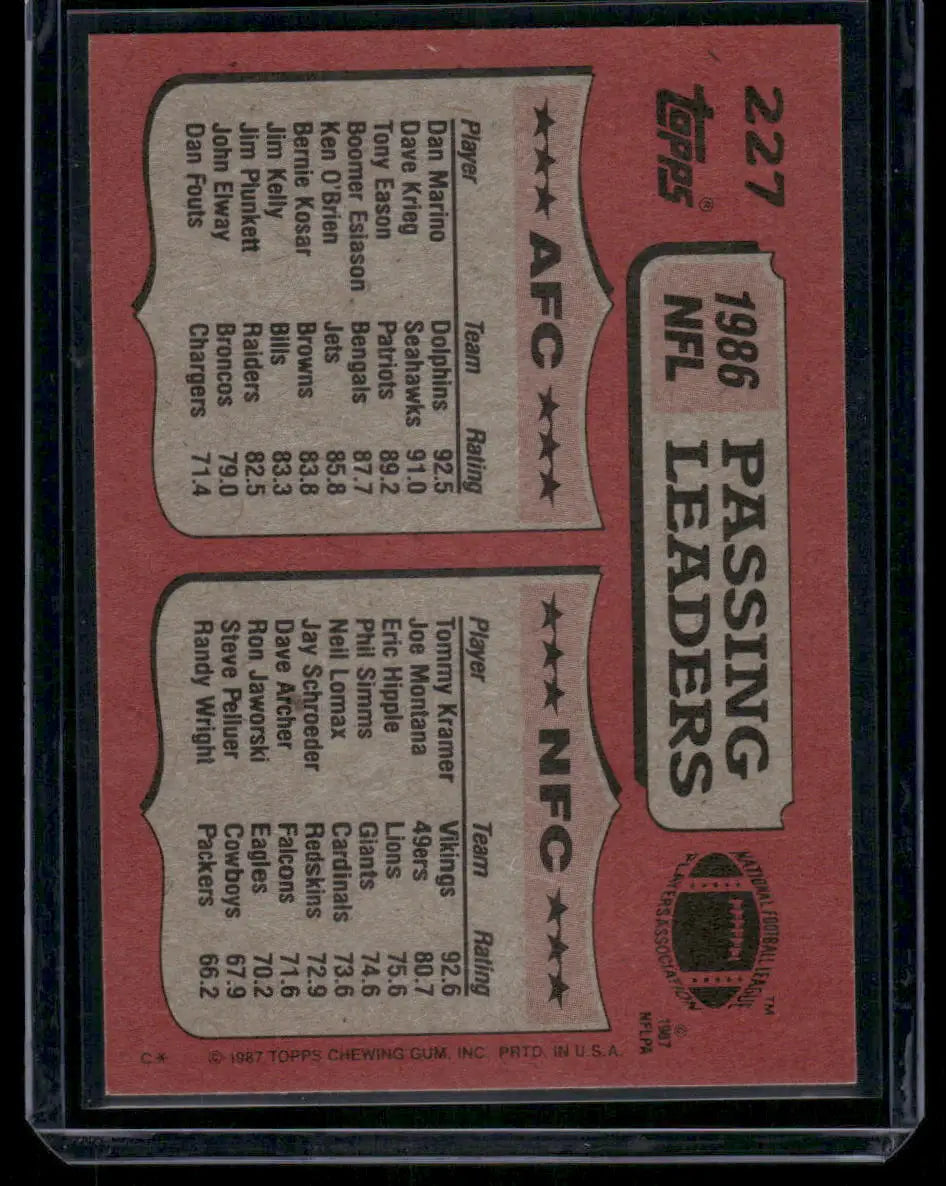 227
topps®
1986
NFL
PASSING
LEADERS
NATIONAL FOOTBALL LEAGUE
PLAYERS ASSOCIATION
™
© 1987
NFLPA
★★★ AFC ★★★
Player Team Rating
Dan Marino Dolphins 92.5
Dave Krieg Seahawks 91.0
Tony Eason Patriots 89.2
Boomer Esiason Bengals 87.7
Ken O'Brien Jets 85.8
Bernie Kosar Browns 83.8
Jim Kelly Bills 83.3
Jim Plunkett Raiders 82.5
John Elway Broncos 79.0
Dan Fouts Chargers 71.4
★★★ NFC ★★★
Player Team Rating
Tommy Kramer Vikings 92.6
Joe Montana 49ers 80.7
Eric Hipple Lions 75.6
Phil Simms Giants 74.6
Neil Lomax Cardinals 73.6
Jay Schroeder Redskins 72.9
Dave Archer Falcons 71.6
Ron Jaworski Eagles 70.2
Steve Pelluer Cowboys 67.9
Randy Wright Packers 66.2
C* © 1987 TOPPS CHEWING GUM, INC. PRTD. IN U.S.A.